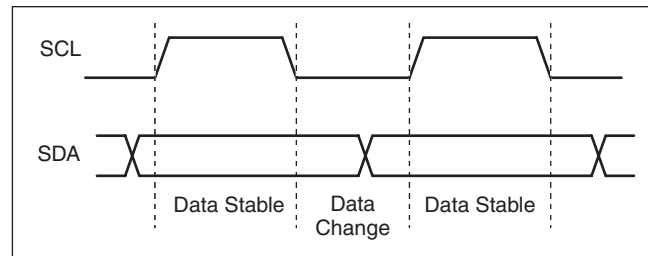 SCL
SDA
Data Stable
Data
Change
Data Stable